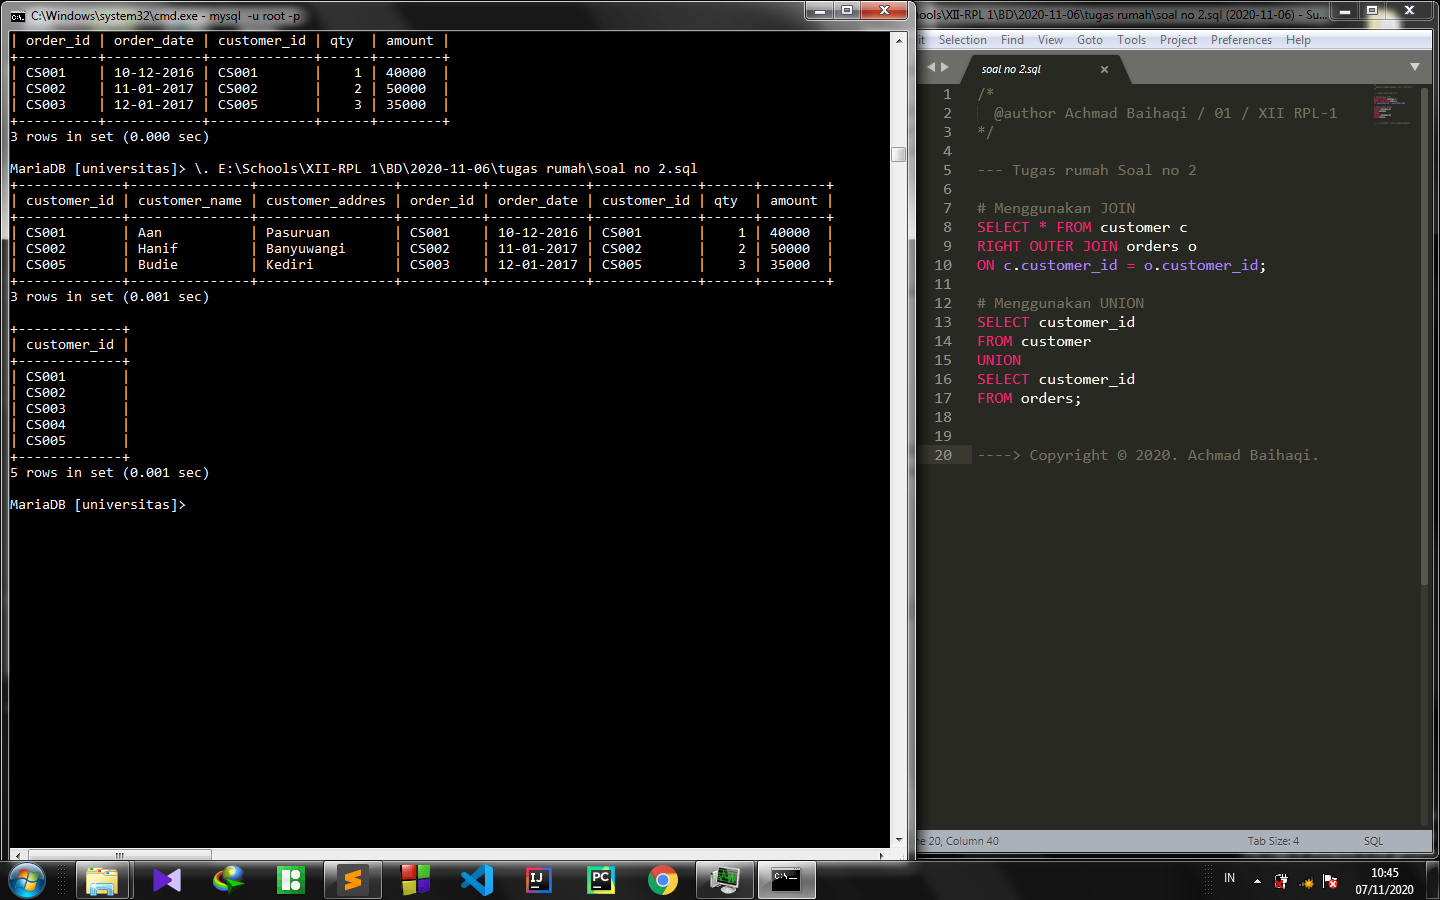 C:\Windows\system32\cmd.exe - mysql  -u root -p
| order_id | order_date | customer_id | qty  | amount |
+----------+------------+-------------+------+--------+
| CS001    | 10-12-2016 | CS001       |    1 | 40000  |
| CS002    | 11-01-2017 | CS002       |    2 | 50000  |
| CS003    | 12-01-2017 | CS005       |    3 | 35000  |
+----------+------------+-------------+------+--------+
3 rows in set (0.000 sec)
MariaDB [universitas]> \. E:\Schools\XII-RPL 1\BD\2020-11-06\tugas rumah\soal no 2.sql
+-------------+---------------+-----------------+----------+------------+-------------+------+--------+
| customer_id | customer_name | customer_addres | order_id | order_date | customer_id | qty  | amount |
+-------------+---------------+-----------------+----------+------------+-------------+------+--------+
| CS001       | Aan           | Pasuruan        | CS001    | 10-12-2016 | CS001       |    1 | 40000  |
| CS002       | Hanif         | Banyuwangi      | CS002    | 11-01-2017 | CS002       |    2 | 50000  |
| CS005       | Budie         | Kediri          | CS003    | 12-01-2017 | CS005       |    3 | 35000  |
+-------------+---------------+-----------------+----------+------------+-------------+------+--------+
3 rows in set (0.001 sec)
+-------------+
| customer_id |
+-------------+
| CS001       |
| CS002       |
| CS003       |
| CS004       |
| CS005       |
+-------------+
5 rows in set (0.001 sec)
MariaDB [universitas]>
ools\XII-RPL 1\BD\2020-11-06\tugas rumah\soal no 2.sql (2020-11-06) - Su...
it Selection Find View Goto Tools Project Preferences Help
soal no 2.sql
1 /*
2   @author Achmad Baihaqi / 01 / XII RPL-1
3 */
4
5 --- Tugas rumah Soal no 2
6
7 # Menggunakan JOIN
8 SELECT * FROM customer c
9 RIGHT OUTER JOIN orders o
10 ON c.customer_id = o.customer_id;
11
12 # Menggunakan UNION
13 SELECT customer_id
14 FROM customer
15 UNION
16 SELECT customer_id
17 FROM orders;
18
19
20 ----> Copyright © 2020. Achmad Baihaqi.
e 20, Column 40
Tab Size: 4
SQL
IJ
PC
C:\_
IN
10:45
07/11/2020